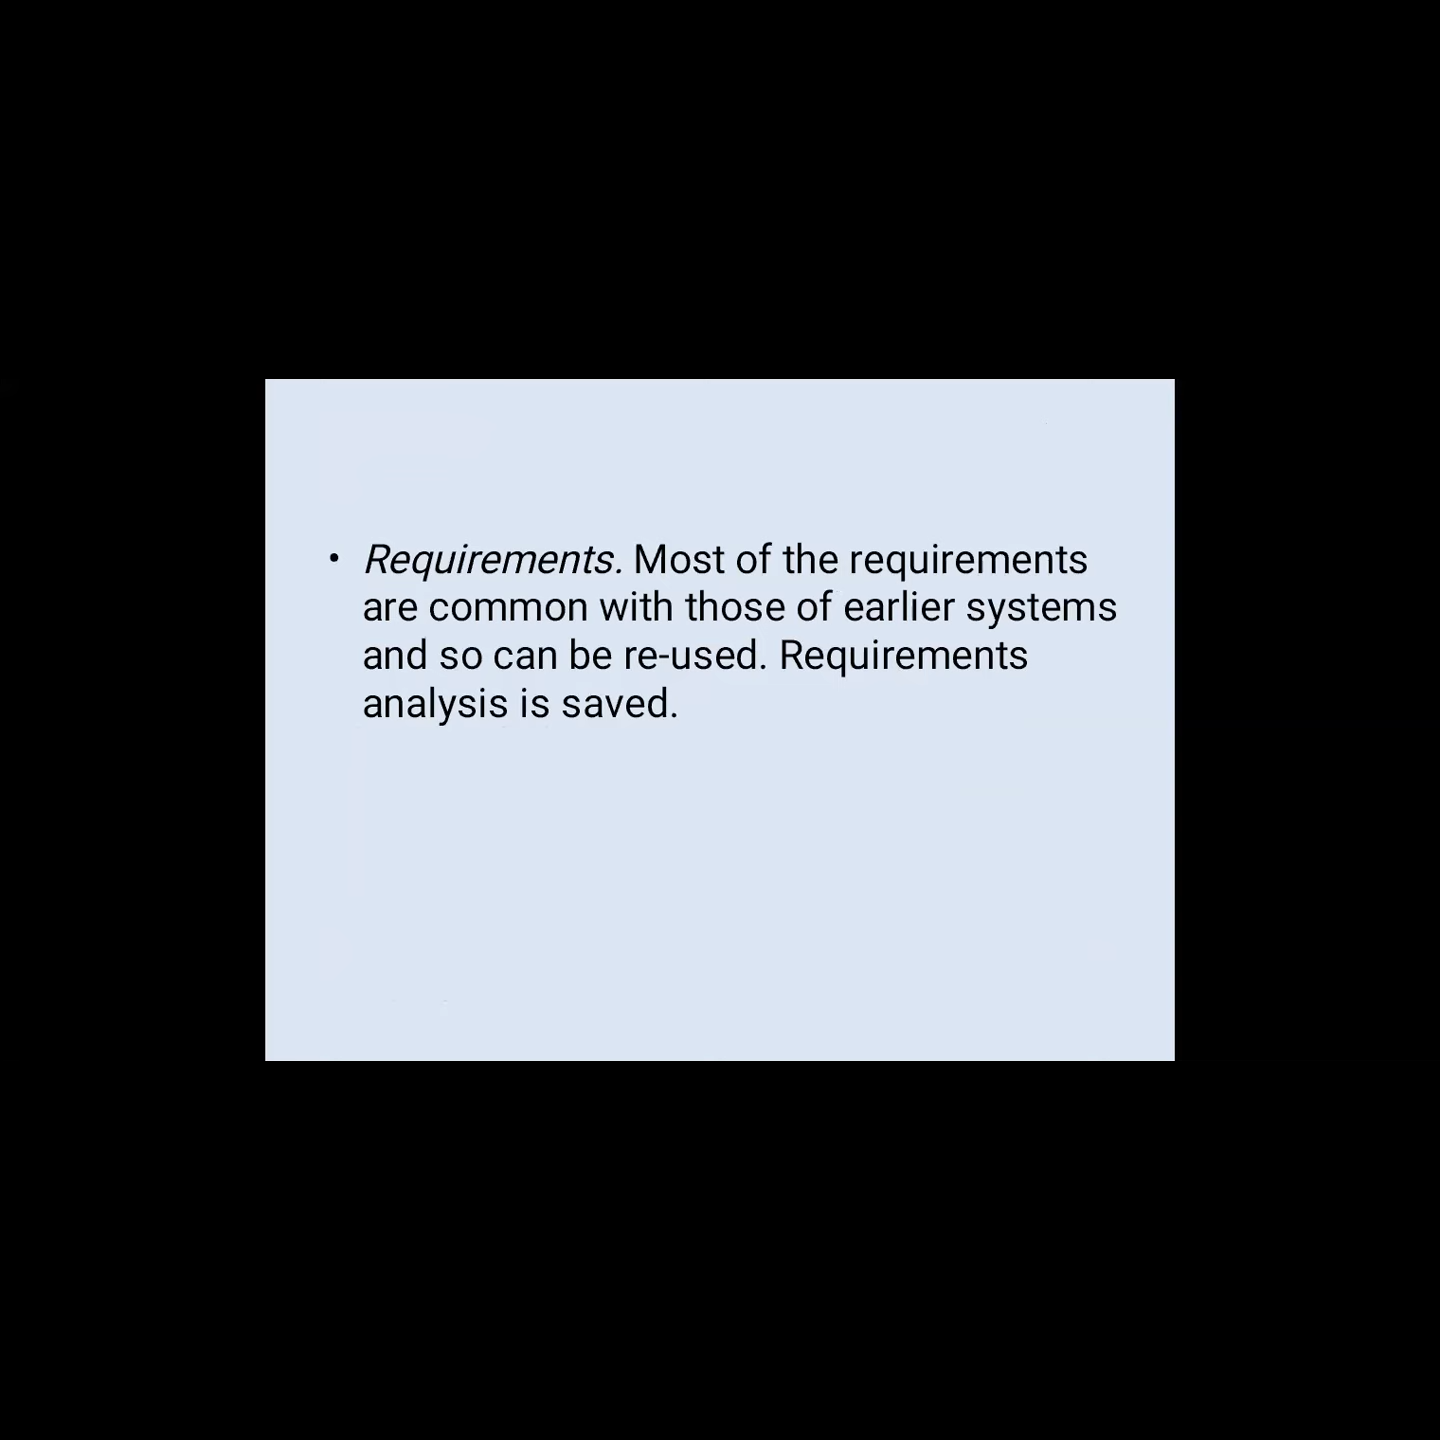 • Requirements. Most of the requirements
are common with those of earlier systems
and so can be re-used. Requirements
analysis is saved.